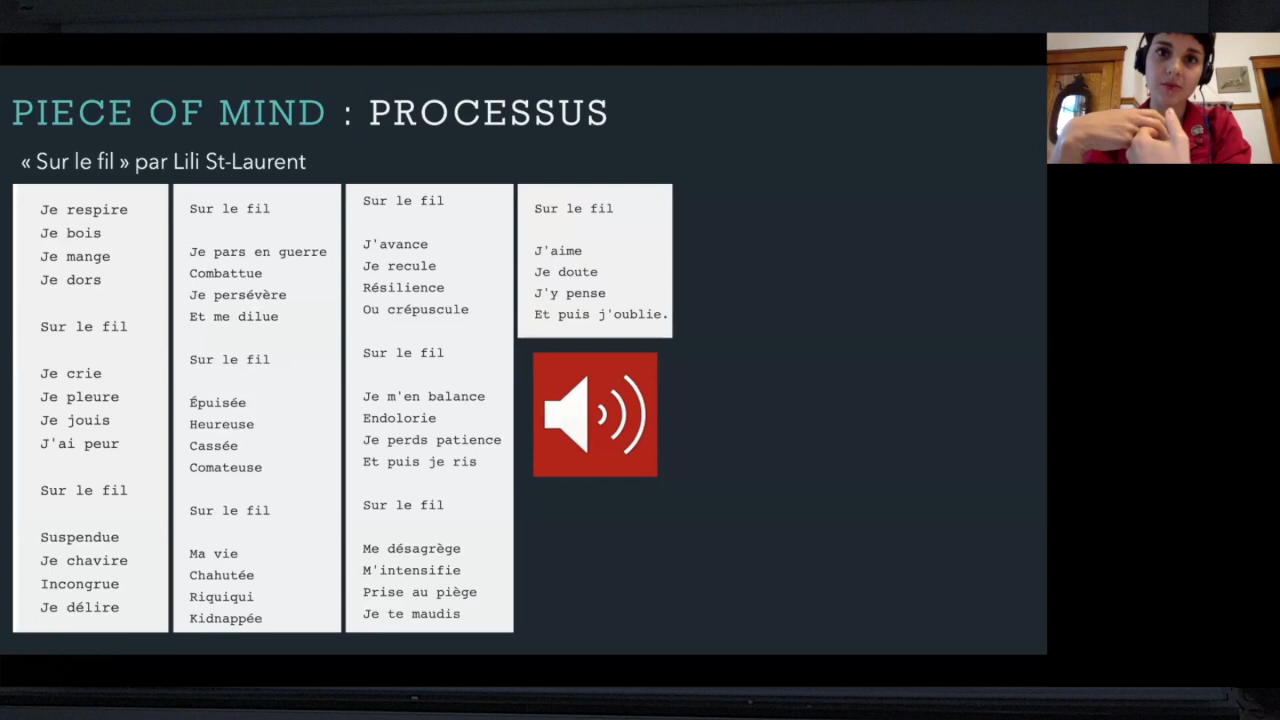 PIECE OF MIND : PROCESSUS
« Sur le fil » par Lili St-Laurent
Je respire
Je bois
Je mange
Je dors
Sur le fil
Je crie
Je pleure
Je jouis
J'ai peur
Sur le fil
Suspendue
Je chavire
Incongrue
Je délire
Sur le fil
Je pars en guerre
Combattue
Je persévère
Et me dilue
Sur le fil
Épuisée
Heureuse
Cassée
Comateuse
Sur le fil
Ma vie
Chahutée
Riquiqui
Kidnappée
Sur le fil
J'avance
Je recule
Résilience
Ou crépuscule
Sur le fil
Je m'en balance
Endolorie
Je perds patience
Et puis je ris
Sur le fil
Me désagrège
M'intensifie
Prise au piège
Je te maudis
Sur le fil
J'aime
Je doute
J'y pense
Et puis j'oublie.